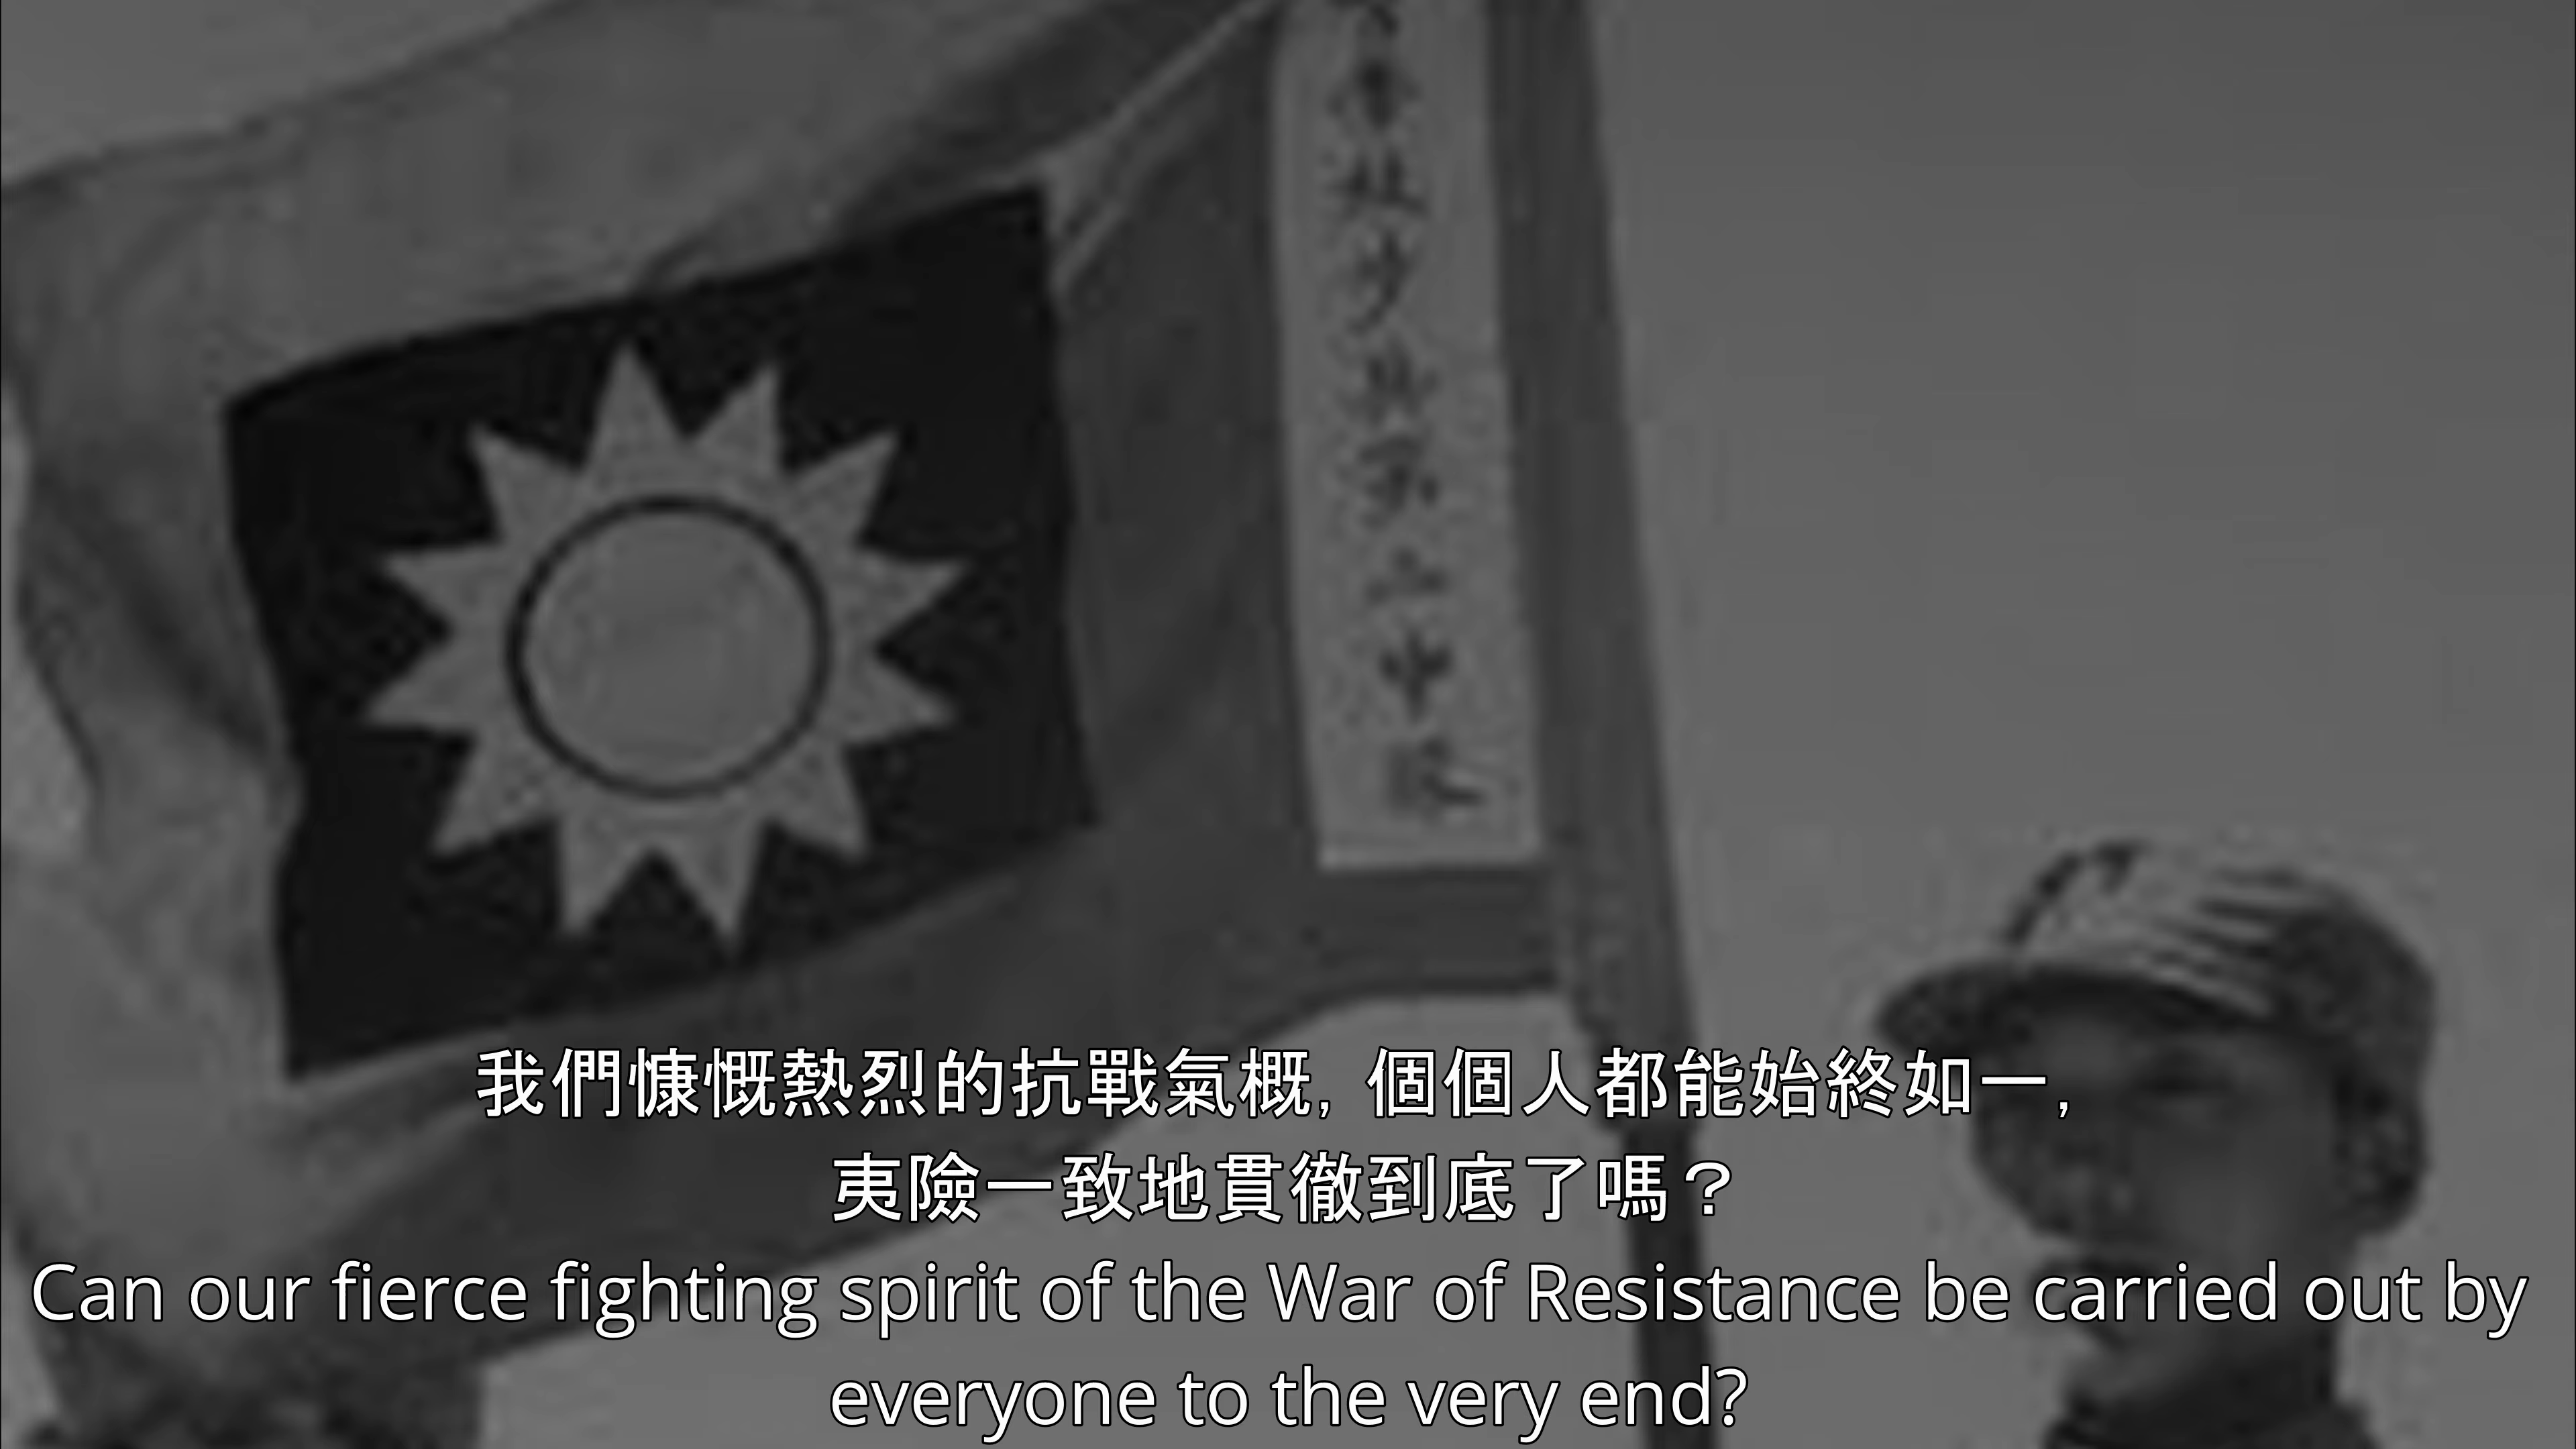 我們慷慨熱烈的抗戰氣概, 個個人都能始終如一,
夷險一致地貫徹到底了嗎？
Can our fierce fighting spirit of the War of Resistance be carried out by
everyone to the very end?